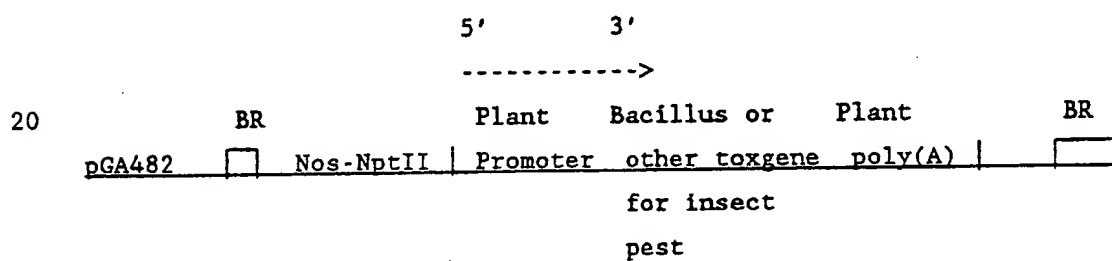 5' 3'
------------>
20 BR Plant Bacillus or Plant BR
pGA482 Nos-NptII Promoter other toxgene poly(A)
for insect
pest